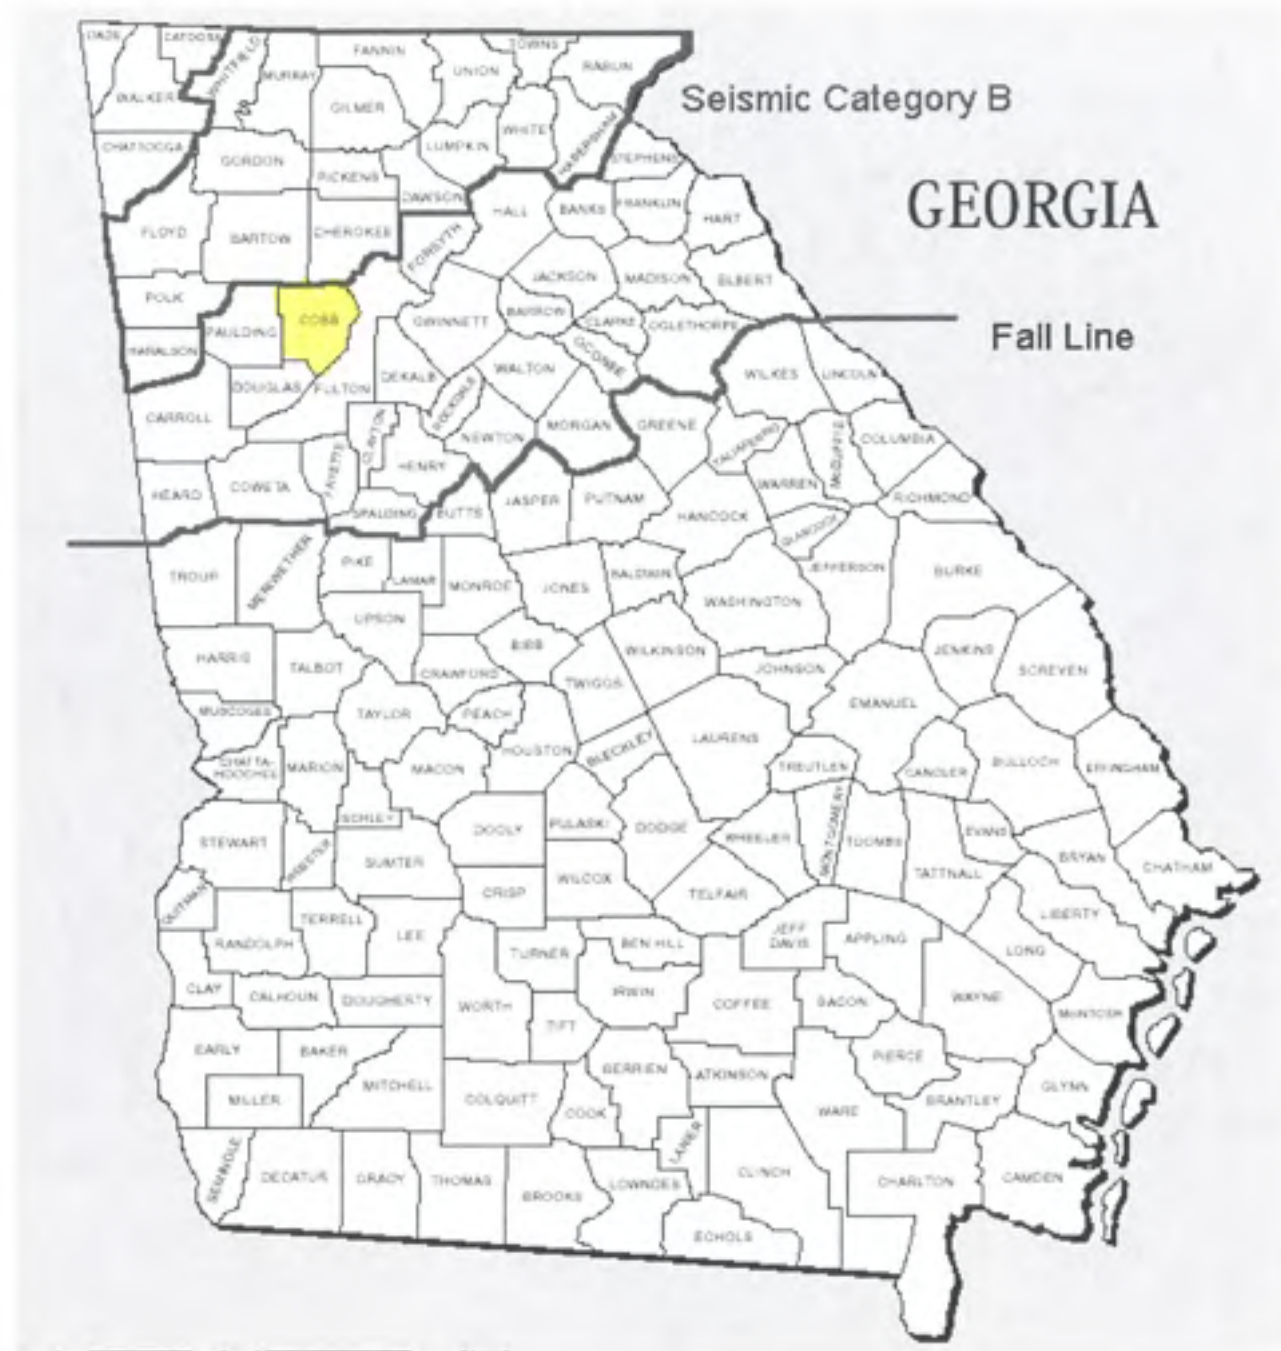 DADE
CATOOSA
WHITFIELD
FANNIN
TOWNS
UNION
RABUN
MURRAY
WALKER
GILMER
Seismic Category B
WHITE
HABERSHAM
LUMPKIN
CHATTOOGA
GORDON
STEPHENS
PICKENS
DAWSON
GEORGIA
HALL
BANKS
FRANKLIN
HART
FLOYD
BARTOW
CHEROKEE
FORSYTH
JACKSON
MADISON
ELBERT
POLK
COBB
GWINNETT
BARROW
CLARKE
OGLETHORPE
PAULDING
Fall Line
HARALSON
OCONEE
WALTON
WILKES
LINCOLN
DEKALB
DOUGLAS
FULTON
ROCKDALE
CARROLL
NEWTON
MORGAN
GREENE
TALIAFERRO
McDUFFIE
COLUMBIA
CLAYTON
FAYETTE
HENRY
HEARD
COWETA
WARREN
RICHMOND
SPALDING
BUTTS
JASPER
PUTNAM
HANCOCK
GLASCOCK
TROUP
MERIWETHER
PIKE
LAMAR
MONROE
JONES
BALDWIN
JEFFERSON
BURKE
WASHINGTON
UPSON
HARRIS
TALBOT
CRAWFORD
BIBB
WILKINSON
JOHNSON
JENKINS
SCREVEN
TWIGGS
MUSCOGEE
TAYLOR
PEACH
EMANUEL
CHATTA-
HOOCHEE
MARION
MACON
HOUSTON
BLECKLEY
LAURENS
TREUTLEN
CANDLER
BULLOCH
EFFINGHAM
SCHLEY
STEWART
WEBSTER
SUMTER
DOOLY
PULASKI
DODGE
WHEELER
MONTGOMERY
TOOMBS
EVANS
TATTNALL
BRYAN
CHATHAM
QUITMAN
CRISP
WILCOX
TELFAIR
TERRELL
LEE
RANDOLPH
TURNER
BEN HILL
JEFF
DAVIS
APPLING
LIBERTY
LONG
CLAY
CALHOUN
DOUGHERTY
WORTH
IRWIN
COFFEE
BACON
WAYNE
McINTOSH
TIFT
EARLY
BAKER
MITCHELL
BERRIEN
ATKINSON
PIERCE
MILLER
COLQUITT
COOK
WARE
BRANTLEY
GLYNN
SEMINOLE
DECATUR
GRADY
THOMAS
BROOKS
LOWNDES
LANIER
CLINCH
CHARLTON
CAMDEN
ECHOLS